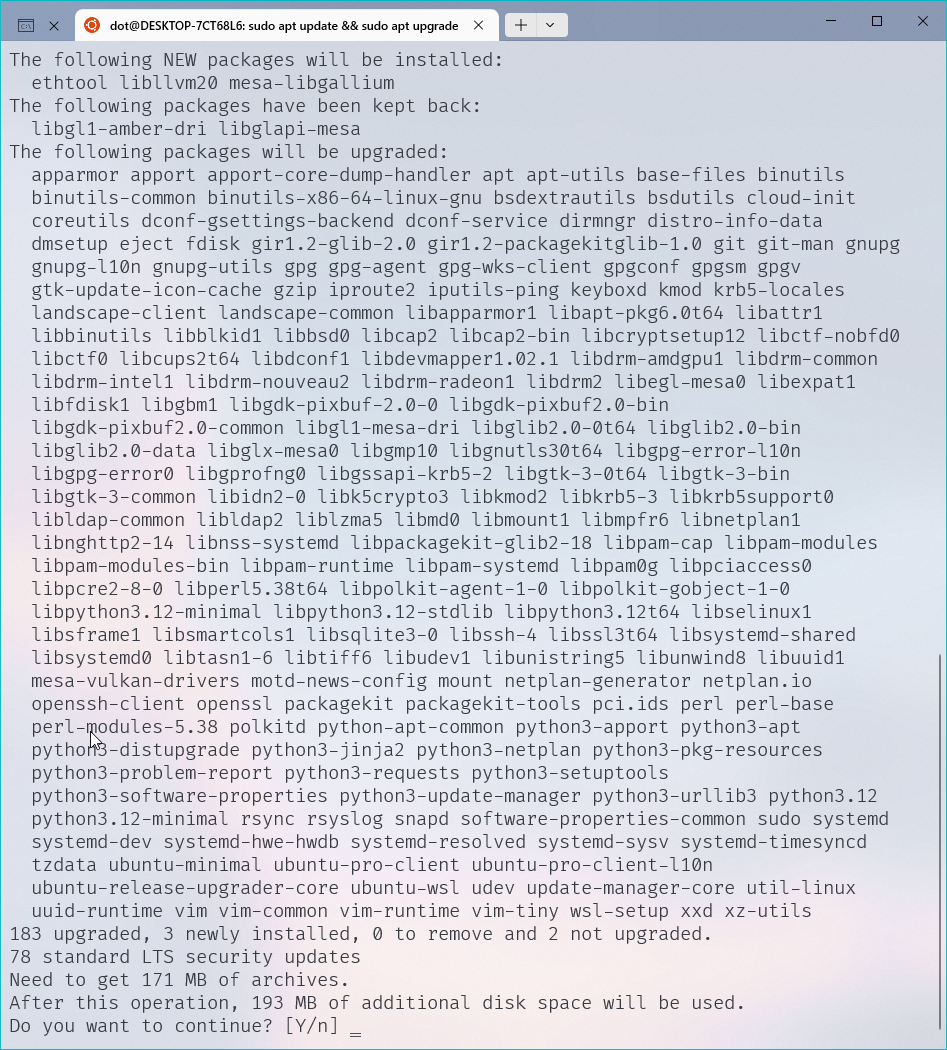 dot@DESKTOP-7CT68L6: sudo apt update && sudo apt upgrade
The following NEW packages will be installed:
ethtool libllvm20 mesa-libgallium
The following packages have been kept back:
libgl1-amber-dri libglapi-mesa
The following packages will be upgraded:
apparmor apport apport-core-dump-handler apt apt-utils base-files binutils
binutils-common binutils-x86-64-linux-gnu bsdextrautils bsdutils cloud-init
coreutils dconf-gsettings-backend dconf-service dirmngr distro-info-data
dmsetup eject fdisk gir1.2-glib-2.0 gir1.2-packagekitglib-1.0 git git-man gnupg
gnupg-l10n gnupg-utils gpg gpg-agent gpg-wks-client gpgconf gpgsm gpgv
gtk-update-icon-cache gzip iproute2 iputils-ping keyboxd kmod krb5-locales
landscape-client landscape-common libapparmor1 libapt-pkg6.0t64 libattr1
libbinutils libblkid1 libbsd0 libcap2 libcap2-bin libcryptsetup12 libctf-nobfd0
libctf0 libcups2t64 libdconf1 libdevmapper1.02.1 libdrm-amdgpu1 libdrm-common
libdrm-intel1 libdrm-nouveau2 libdrm-radeon1 libdrm2 libegl-mesa0 libexpat1
libfdisk1 libgbm1 libgdk-pixbuf-2.0-0 libgdk-pixbuf2.0-bin
libgdk-pixbuf2.0-common libgl1-mesa-dri libglib2.0-0t64 libglib2.0-bin
libglib2.0-data libglx-mesa0 libgmp10 libgnutls30t64 libgpg-error-l10n
libgpg-error0 libgprofng0 libgssapi-krb5-2 libgtk-3-0t64 libgtk-3-bin
libgtk-3-common libidn2-0 libk5crypto3 libkmod2 libkrb5-3 libkrb5support0
libldap-common libldap2 liblzma5 libmd0 libmount1 libmpfr6 libnetplan1
libnghttp2-14 libnss-systemd libpackagekit-glib2-18 libpam-cap libpam-modules
libpam-modules-bin libpam-runtime libpam-systemd libpam0g libpciaccess0
libpcre2-8-0 libperl5.38t64 libpolkit-agent-1-0 libpolkit-gobject-1-0
libpython3.12-minimal libpython3.12-stdlib libpython3.12t64 libselinux1
libsframe1 libsmartcols1 libsqlite3-0 libssh-4 libssl3t64 libsystemd-shared
libsystemd0 libtasn1-6 libtiff6 libudev1 libunistring5 libunwind8 libuuid1
mesa-vulkan-drivers motd-news-config mount netplan-generator netplan.io
openssh-client openssl packagekit packagekit-tools pci.ids perl perl-base
perl-modules-5.38 polkitd python-apt-common python3-apport python3-apt
python3-distupgrade python3-jinja2 python3-netplan python3-pkg-resources
python3-problem-report python3-requests python3-setuptools
python3-software-properties python3-update-manager python3-urllib3 python3.12
python3.12-minimal rsync rsyslog snapd software-properties-common sudo systemd
systemd-dev systemd-hwe-hwdb systemd-resolved systemd-sysv systemd-timesyncd
tzdata ubuntu-minimal ubuntu-pro-client ubuntu-pro-client-l10n
ubuntu-release-upgrader-core ubuntu-wsl udev update-manager-core util-linux
uuid-runtime vim vim-common vim-runtime vim-tiny wsl-setup xxd xz-utils
183 upgraded, 3 newly installed, 0 to remove and 2 not upgraded.
78 standard LTS security updates
Need to get 171 MB of archives.
After this operation, 193 MB of additional disk space will be used.
Do you want to continue? [Y/n] _